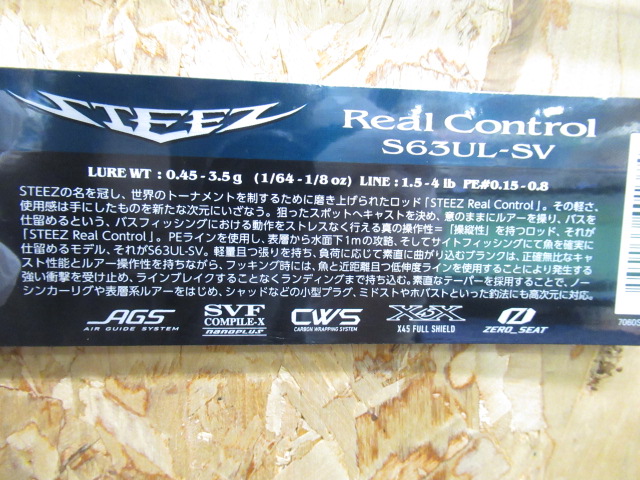 STEEZ
Real Control
S63UL-SV
LURE WT : 0.45 - 3.5 g (1/64 - 1/8 oz) LINE : 1.5 - 4 lb PE#0.15 - 0.8
STEEZの名を冠し、世界のトーナメントを制するために磨き上げられたロッド「STEEZ Real Control」。その軽さ、
使用感は手にしたものを新たな次元にいざなう。狙ったスポットへキャストを決め、意のままにルアーを操り、バスを
仕留めるという、バスフィッシングにおける動作をストレスなく行える真の操作性=「操縦性」を持つロッド、それが
「STEEZ Real Control」。PEラインを使用し、表層から水面下1mの攻略、そしてサイトフィッシングにて魚を確実に
仕留めるモデル、それがS63UL-SV。軽量且つ張りを持ち、負荷に応じて素直に曲がり込むブランクは、正確無比なキャ
スト性能とルアー操作性を持ちながら、フッキング時には、魚と近距離且つ低伸度ラインを使用することにより発生する
強い衝撃を受け止め、ラインブレイクすることなくランディングまで持ち込める。素直なテーパーを採用することで、ノー
シンカーリグや表層系ルアーをはじめ、シャッドなどの小型プラグ、ミドストやホバストといった釣法にも高次元に対応。
AGS
AIR GUIDE SYSTEM
SVF
COMPILE-X
nanoPLUS
CWS
CARBON WRAPPING SYSTEM
X45X
X45 FULL SHIELD
ZERO_SEAT
7060S